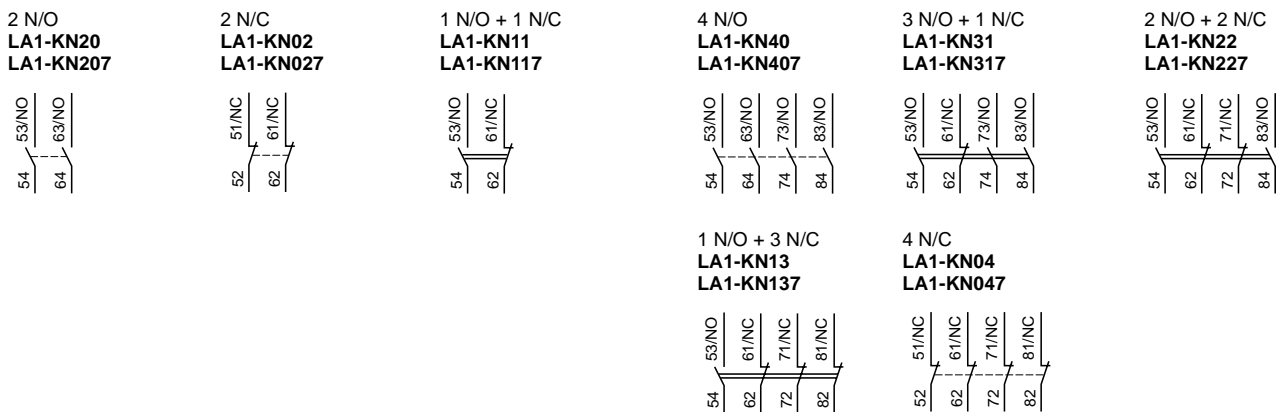 2 N/O
LA1-KN20
LA1-KN207
53/NO
63/NO
54
64
2 N/C
LA1-KN02
LA1-KN027
51/NC
61/NC
52
62
1 N/O + 1 N/C
LA1-KN11
LA1-KN117
53/NO
61/NC
54
62
4 N/O
LA1-KN40
LA1-KN407
53/NO
63/NO
73/NO
83/NO
54
64
74
84
3 N/O + 1 N/C
LA1-KN31
LA1-KN317
53/NO
61/NC
73/NO
83/NO
54
62
74
84
2 N/O + 2 N/C
LA1-KN22
LA1-KN227
53/NO
61/NC
71/NC
83/NO
54
62
72
84
1 N/O + 3 N/C
LA1-KN13
LA1-KN137
53/NO
61/NC
71/NC
81/NC
54
62
72
82
4 N/C
LA1-KN04
LA1-KN047
51/NC
61/NC
71/NC
81/NC
52
62
72
82